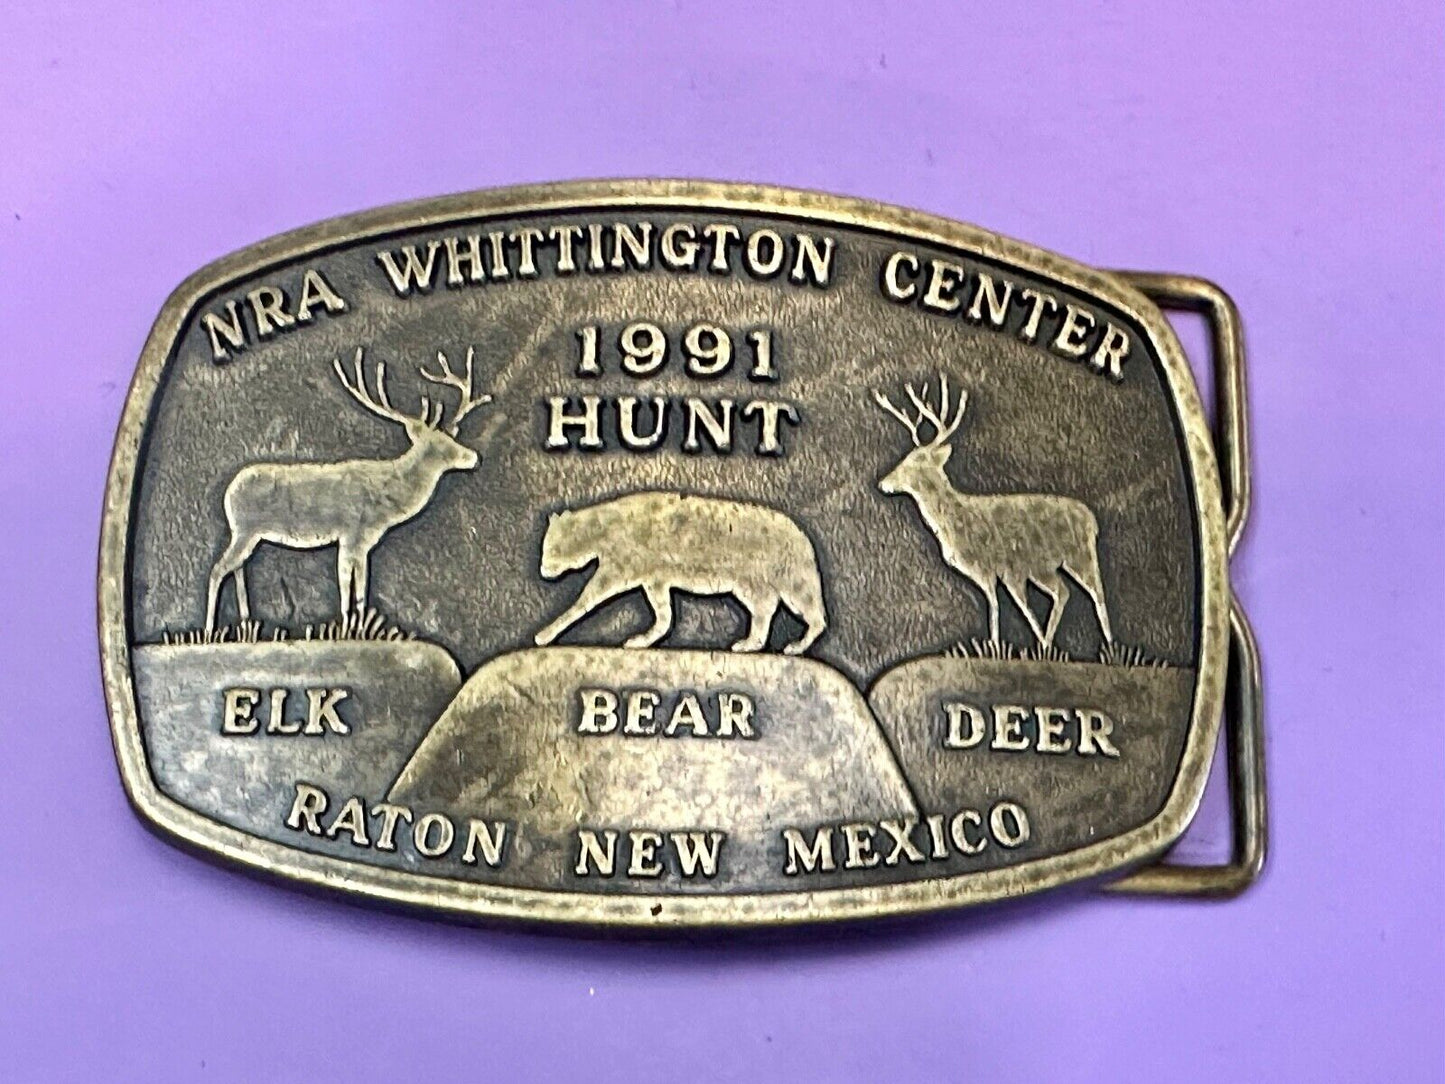 NRA WHITTINGTON CENTER
1991
HUNT
ELK BEAR DEER
RATON NEW MEXICO